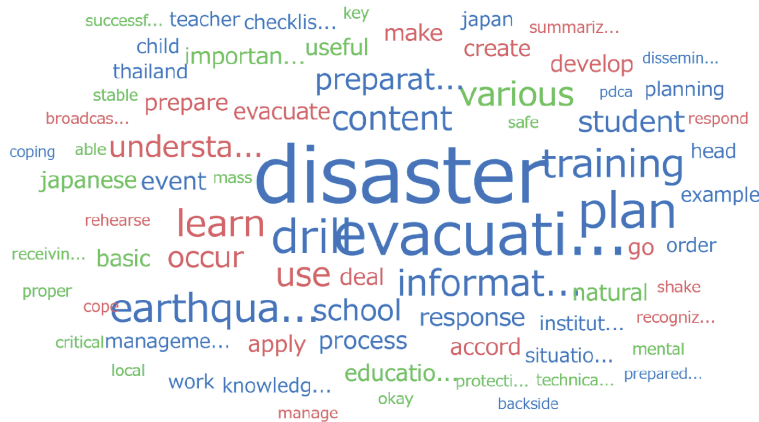 key
successf...
teacher
checklis...
japan
summariz...
make
child
importan...
useful
create
dissemin...
thailand
develop
preparat...
various
pdca
planning
stable
prepare
evacuate
content
safe
student
respond
broadcas...
coping
able
understa...
disaster
training
head
japanese
event
mass
plan
example
rehearse
learn
drill
evacuati...
go
order
receivin...
basic
occur
use
deal
informat...
natural
shake
proper
cope
earthqua...
school
response
institut...
recogniz...
critical
manageme...
apply
process
accord
situatio...
mental
local
work
knowledg...
educatio...
protecti...
technica...
prepared...
okay
backside
manage